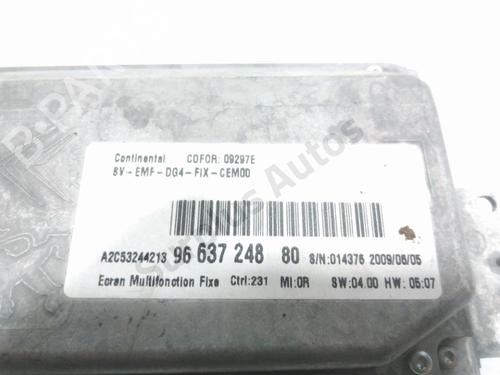 B-PARTS
Continental COFOR: 09297E
8V-EMF-DG4-FIX-CEM00
A2C53244213 96 637 248 80 S/N:014376 2009/06/05
Ecran Multifonction Fixe Ctrl:231 MI:0R SW:04.00 HW: 05:07